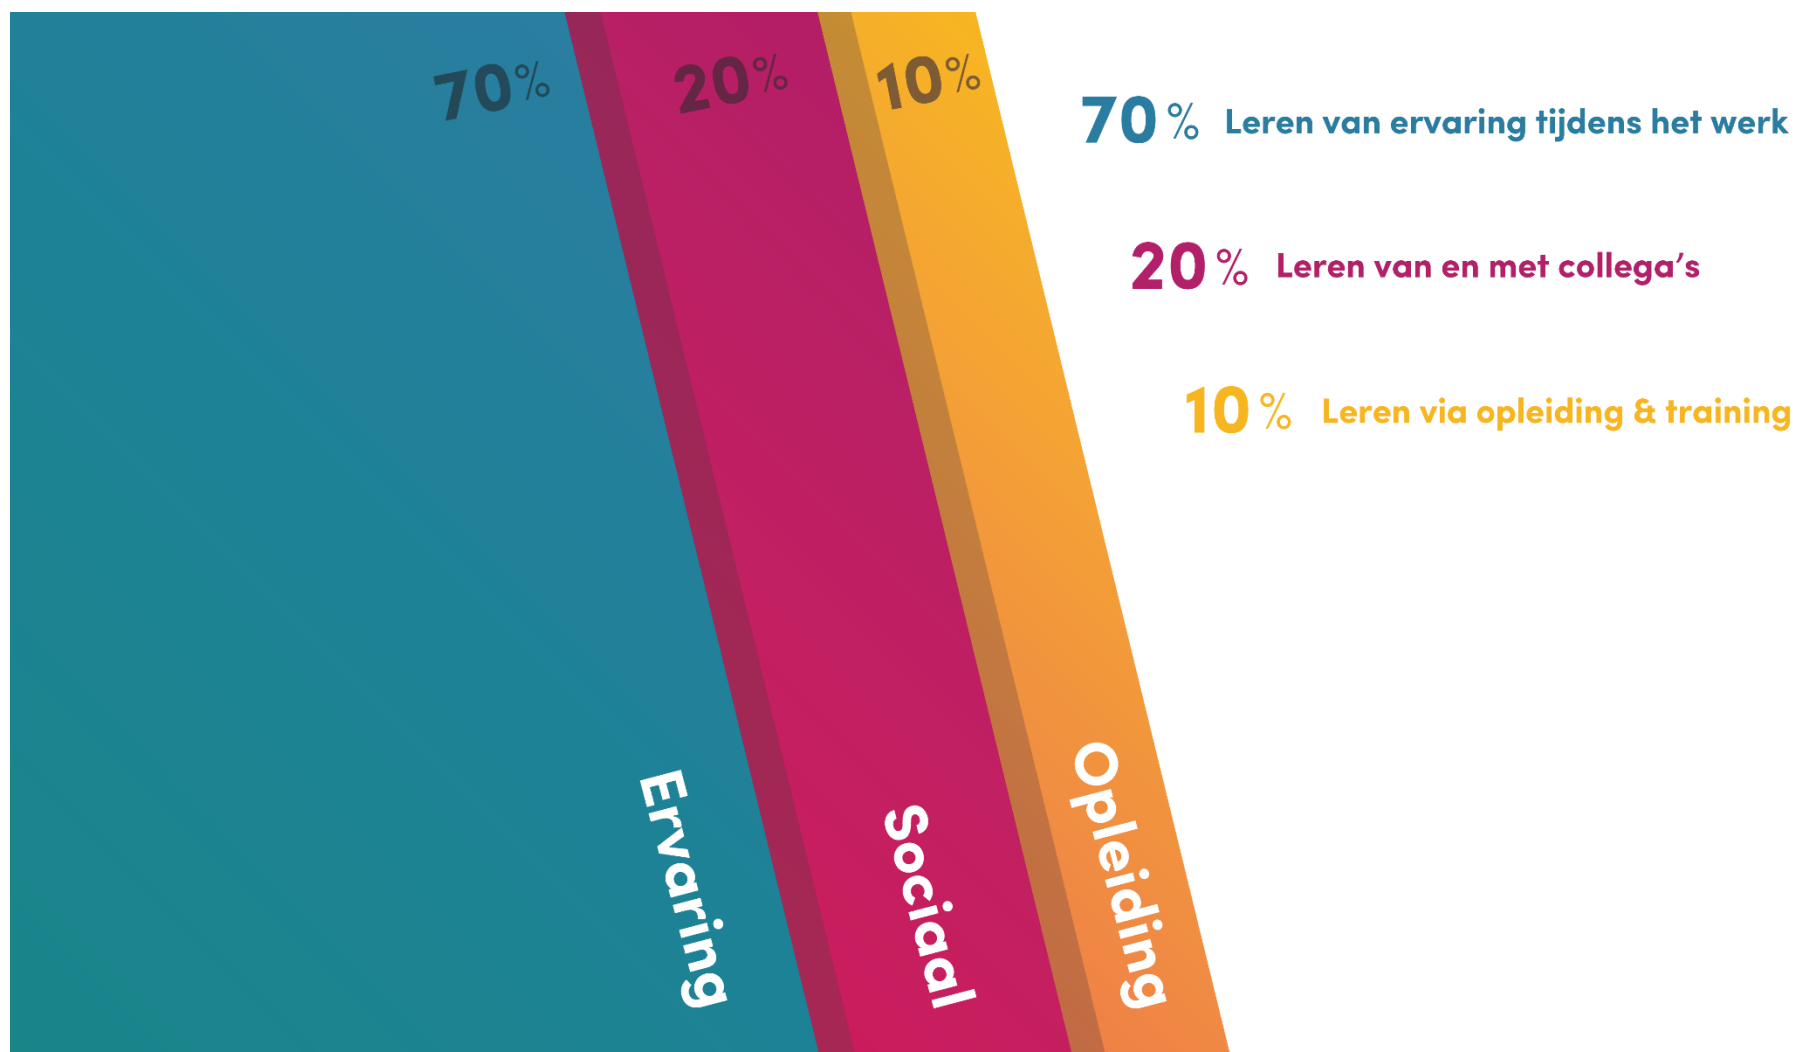 70%
20%
10%
70% Leren van ervaring tijdens het werk
20% Leren van en met collega's
10% Leren via opleiding & training
Ervaring
Sociaal
Opleiding